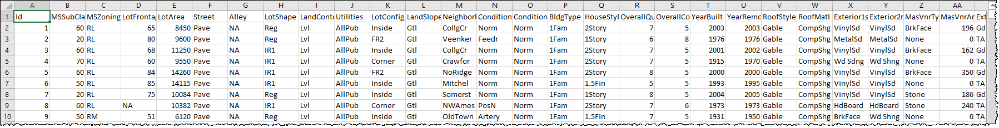 A B C D E F G H I J K L M N O P Q R S T U V W X Y Z AA
1 Id MSSubCla MSZoning LotFrontag LotArea Street Alley LotShape LandConto Utilities LotConfig LandSlope Neighborh Condition Condition BldgType HouseStyl OverallQu OverallCo YearBuilt YearRemo RoofStyle RoofMatl Exterior1s Exterior2r MasVnrTy MasVnrAr Ext
2 1 60 RL 65 8450 Pave NA Reg Lvl AllPub Inside Gtl CollgCr Norm Norm 1Fam 2Story 7 5 2003 2003 Gable CompShg VinylSd VinylSd BrkFace 196 Gd
3 2 20 RL 80 9600 Pave NA Reg Lvl AllPub FR2 Gtl Veenker Feedr Norm 1Fam 1Story 6 8 1976 1976 Gable CompShg MetalSd MetalSd None 0 TA
4 3 60 RL 68 11250 Pave NA IR1 Lvl AllPub Inside Gtl CollgCr Norm Norm 1Fam 2Story 7 5 2001 2002 Gable CompShg VinylSd VinylSd BrkFace 162 Gd
5 4 70 RL 60 9550 Pave NA IR1 Lvl AllPub Corner Gtl Crawfor Norm Norm 1Fam 2Story 7 5 1915 1970 Gable CompShg Wd Sdng Wd Shng None 0 TA
6 5 60 RL 84 14260 Pave NA IR1 Lvl AllPub FR2 Gtl NoRidge Norm Norm 1Fam 2Story 8 5 2000 2000 Gable CompShg VinylSd VinylSd BrkFace 350 Gd
7 6 50 RL 85 14115 Pave NA IR1 Lvl AllPub Inside Gtl Mitchel Norm Norm 1Fam 1.5Fin 5 5 1993 1995 Gable CompShg VinylSd VinylSd None 0 TA
8 7 20 RL 75 10084 Pave NA Reg Lvl AllPub Inside Gtl Somerst Norm Norm 1Fam 1Story 8 5 2004 2005 Gable CompShg VinylSd VinylSd Stone 186 Gd
9 8 60 RL NA 10382 Pave NA IR1 Lvl AllPub Corner Gtl NWAmes PosN Norm 1Fam 2Story 7 6 1973 1973 Gable CompShg HdBoard HdBoard Stone 240 TA
10 9 50 RM 51 6120 Pave NA Reg Lvl AllPub Inside Gtl OldTown Artery Norm 1Fam 1.5Fin 7 5 1931 1950 Gable CompShg BrkFace Wd Shng None 0 TA